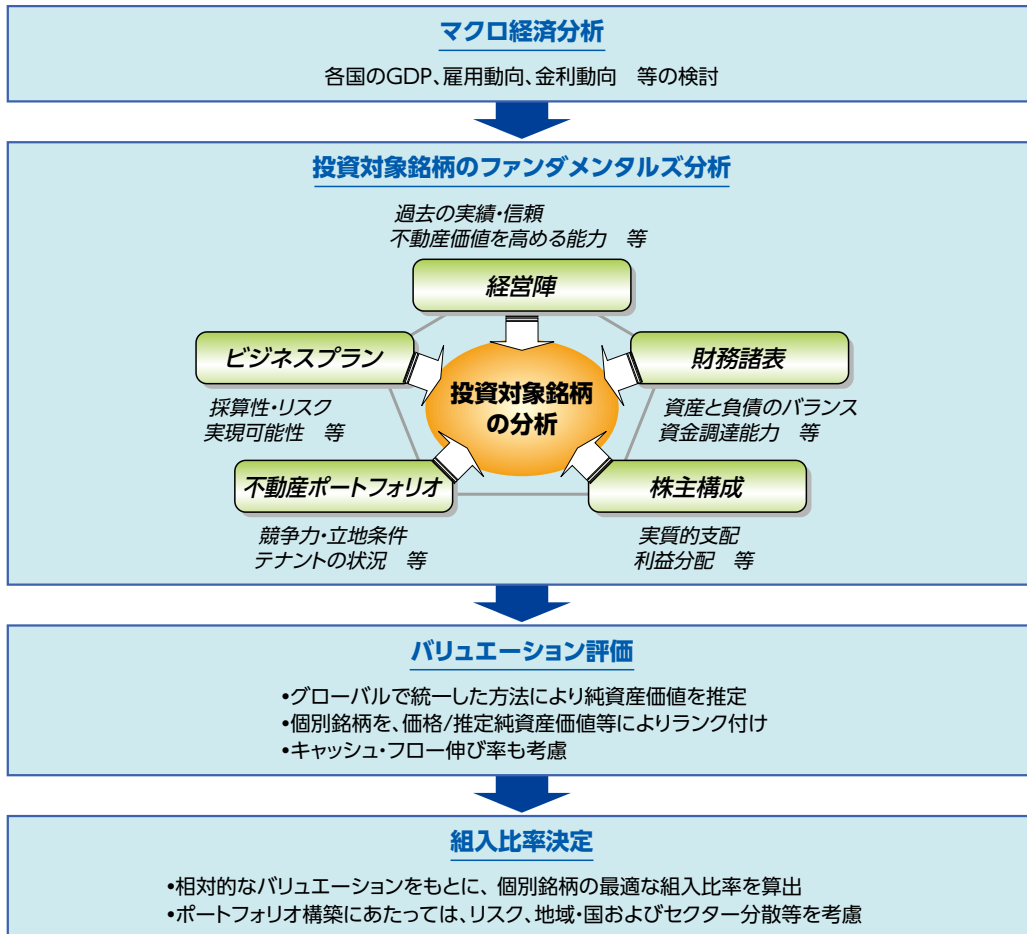 マクロ経済分析
各国のGDP、雇用動向、金利動向　等の検討
投資対象銘柄のファンダメンタルズ分析
過去の実績・信頼
不動産価値を高める能力　等
経営陣
ビジネスプラン
採算性・リスク
実現可能性　等
財務諸表
資産と負債のバランス
資金調達能力　等
投資対象銘柄
の分析
不動産ポートフォリオ
競争力・立地条件
テナントの状況　等
株主構成
実質的支配
利益分配　等
バリュエーション評価
•グローバルで統一した方法により純資産価値を推定
•個別銘柄を、価格/推定純資産価値等によりランク付け
•キャッシュ・フロー伸び率も考慮
組入比率決定
•相対的なバリュエーションをもとに、個別銘柄の最適な組入比率を算出
•ポートフォリオ構築にあたっては、リスク、地域・国およびセクター分散等を考慮